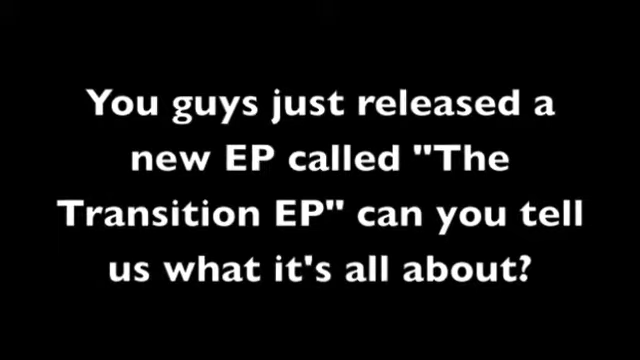 You guys just released a
new EP called "The
Transition EP" can you tell
us what it's all about?